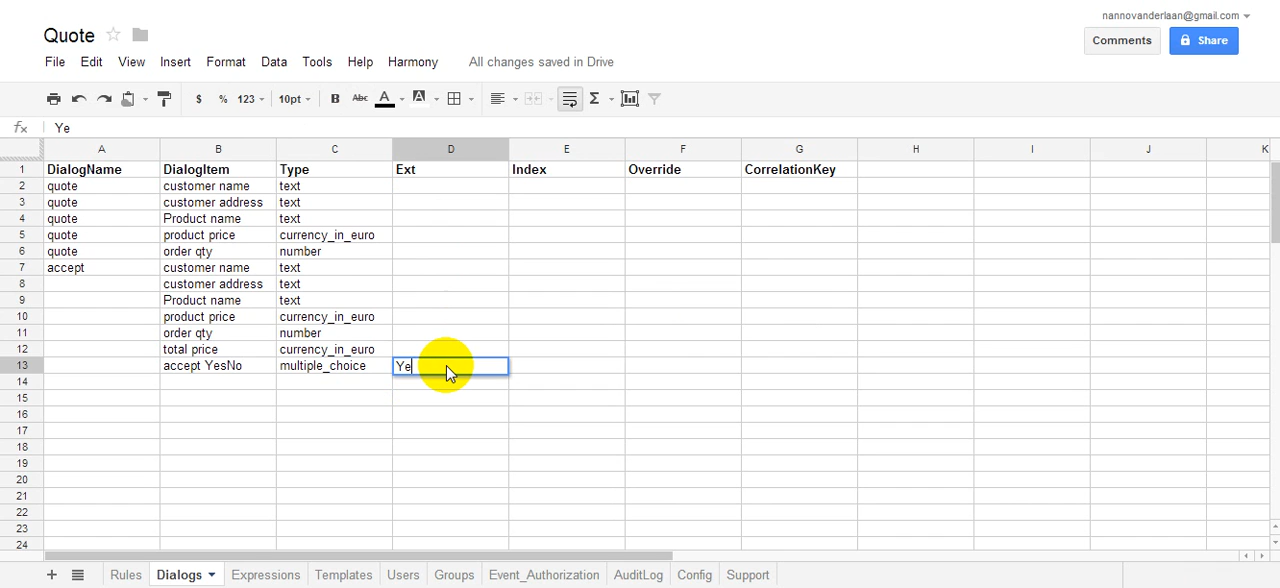 nannovanderlaan@gmail.com
Quote
Comments Share
File Edit View Insert Format Data Tools Help Harmony All changes saved in Drive
$ % 123 10pt B Abc A A Σ
fx Ye
A B C D E F G H I J K
1 DialogName DialogItem Type Ext Index Override CorrelationKey
2 quote customer name text
3 quote customer address text
4 quote Product name text
5 quote product price currency_in_euro
6 quote order qty number
7 accept customer name text
8 customer address text
9 Product name text
10 product price currency_in_euro
11 order qty number
12 total price currency_in_euro
13 accept YesNo multiple_choice Ye
14
15
16
17
18
19
20
21
22
23
24
Rules Dialogs Expressions Templates Users Groups Event_Authorization AuditLog Config Support